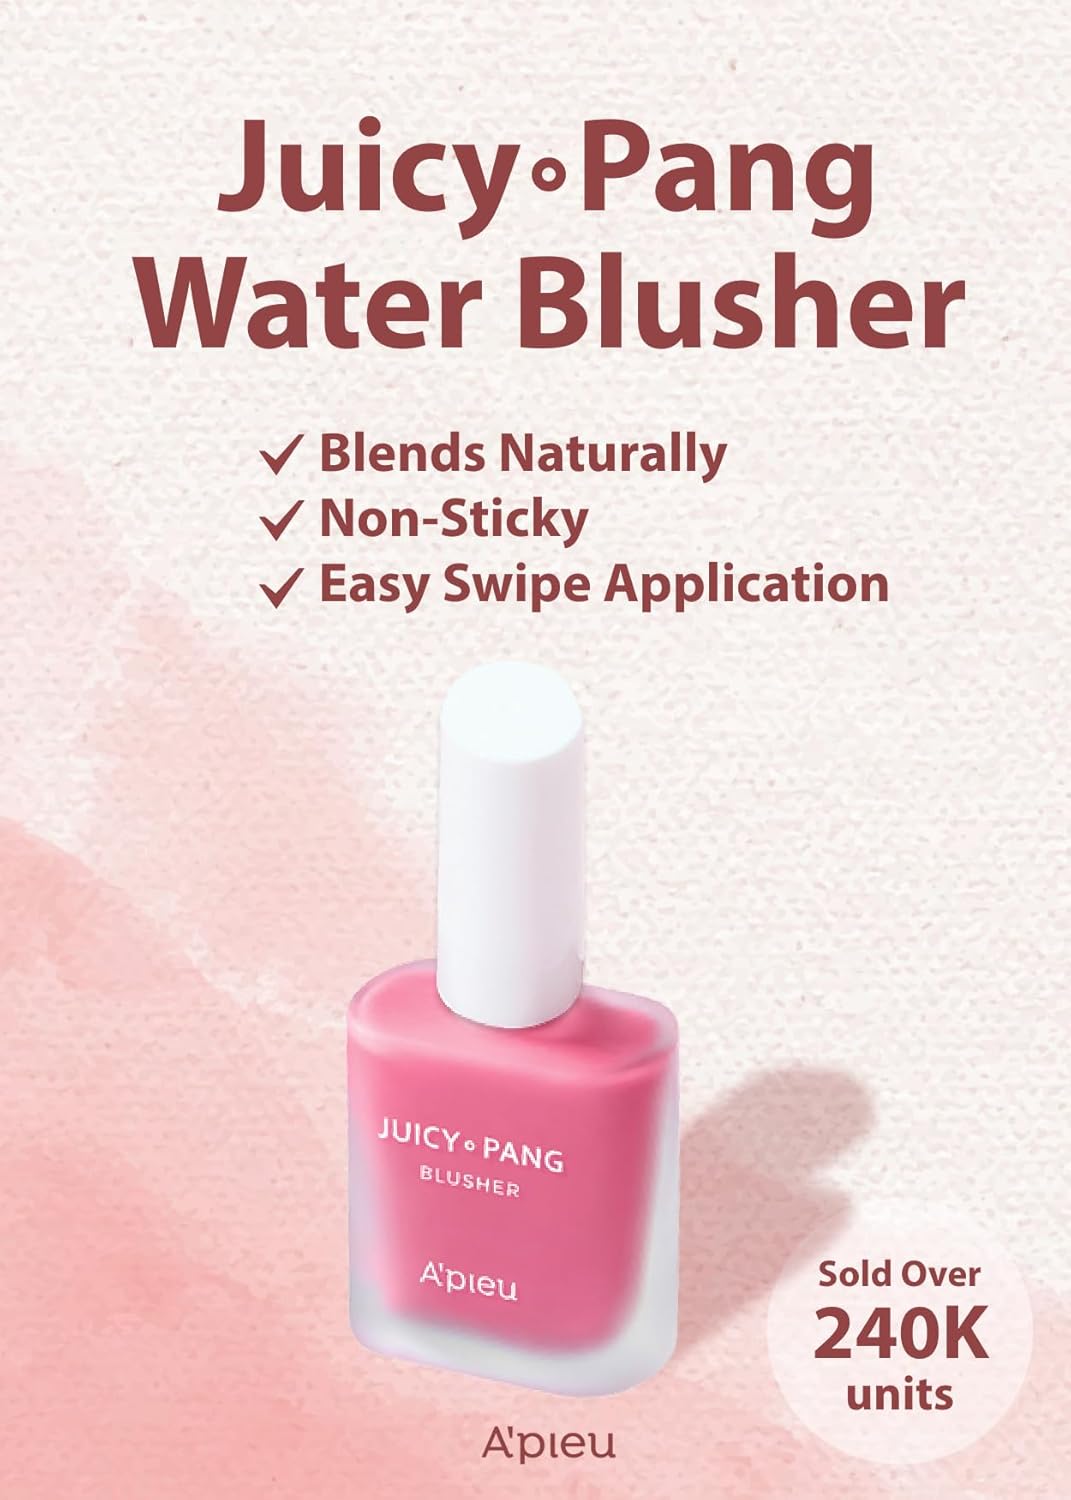 Juicy∘Pang
Water Blusher
✓ Blends Naturally
✓ Non-Sticky
✓ Easy Swipe Application
JUICY∘PANG
BLUSHER
A'pieu
Sold Over
240K
units
A'pieu